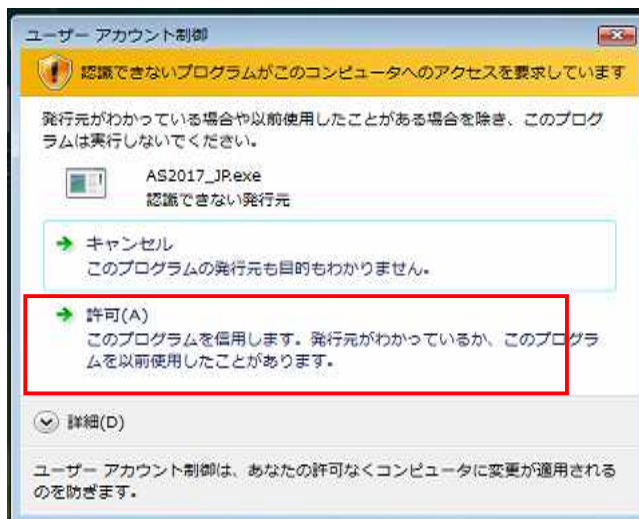 ユーザー アカウント制御
認識できないプログラムがこのコンピュータへのアクセスを要求しています
発行元がわかっている場合や以前使用したことがある場合を除き、このプログ
ラムは実行しないでください。
AS2017_JP.exe
認識できない発行元
キャンセル
このプログラムの発行元も目的もわかりません。
許可(A)
このプログラムを信用します。発行元がわかっているか、このプログラ
ムを以前使用したことがあります。
詳細(D)
ユーザー アカウント制御は、あなたの許可なくコンピュータに変更が適用される
のを防ぎます。